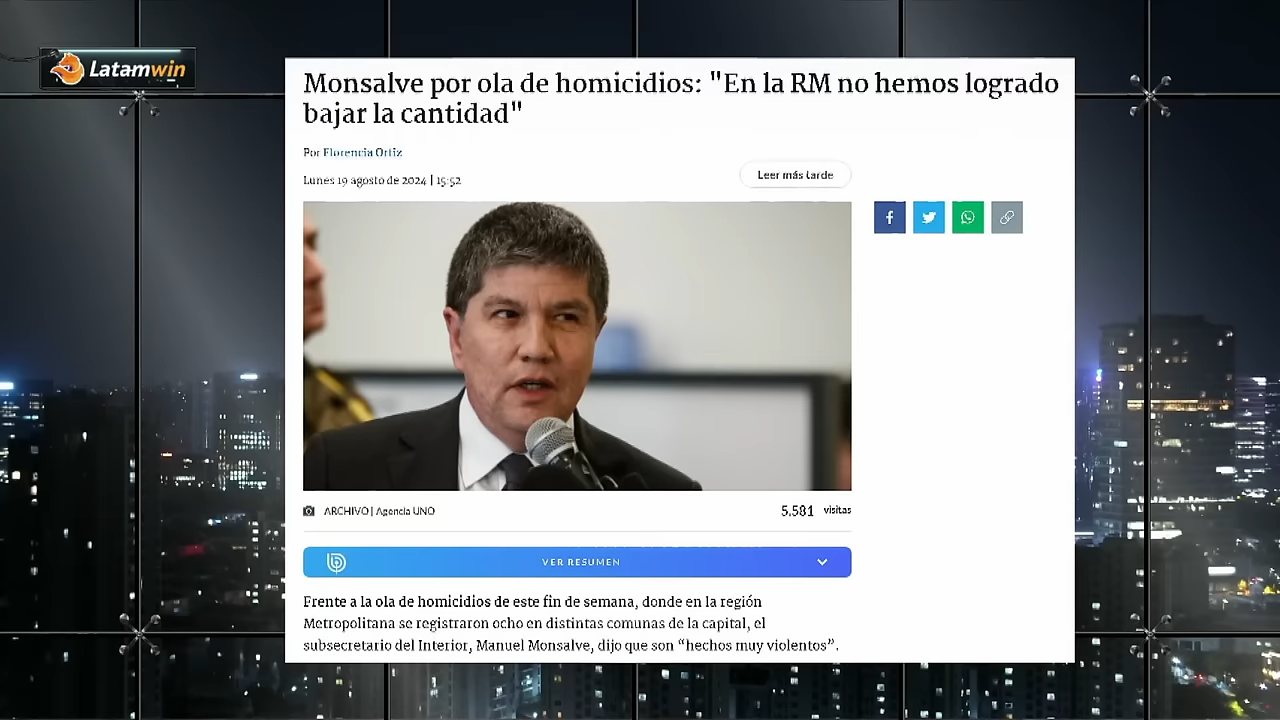 Latamwin
Monsalve por ola de homicidios: "En la RM no hemos logrado
bajar la cantidad"
Por Florencia Ortiz
Lunes 19 agosto de 2024 | 15:52
Leer más tarde
ARCHIVO | Agencia UNO
5.581 visitas
VER RESUMEN
Frente a la ola de homicidios de este fin de semana, donde en la región
Metropolitana se registraron ocho en distintas comunas de la capital, el
subsecretario del Interior, Manuel Monsalve, dijo que son “hechos muy violentos”.